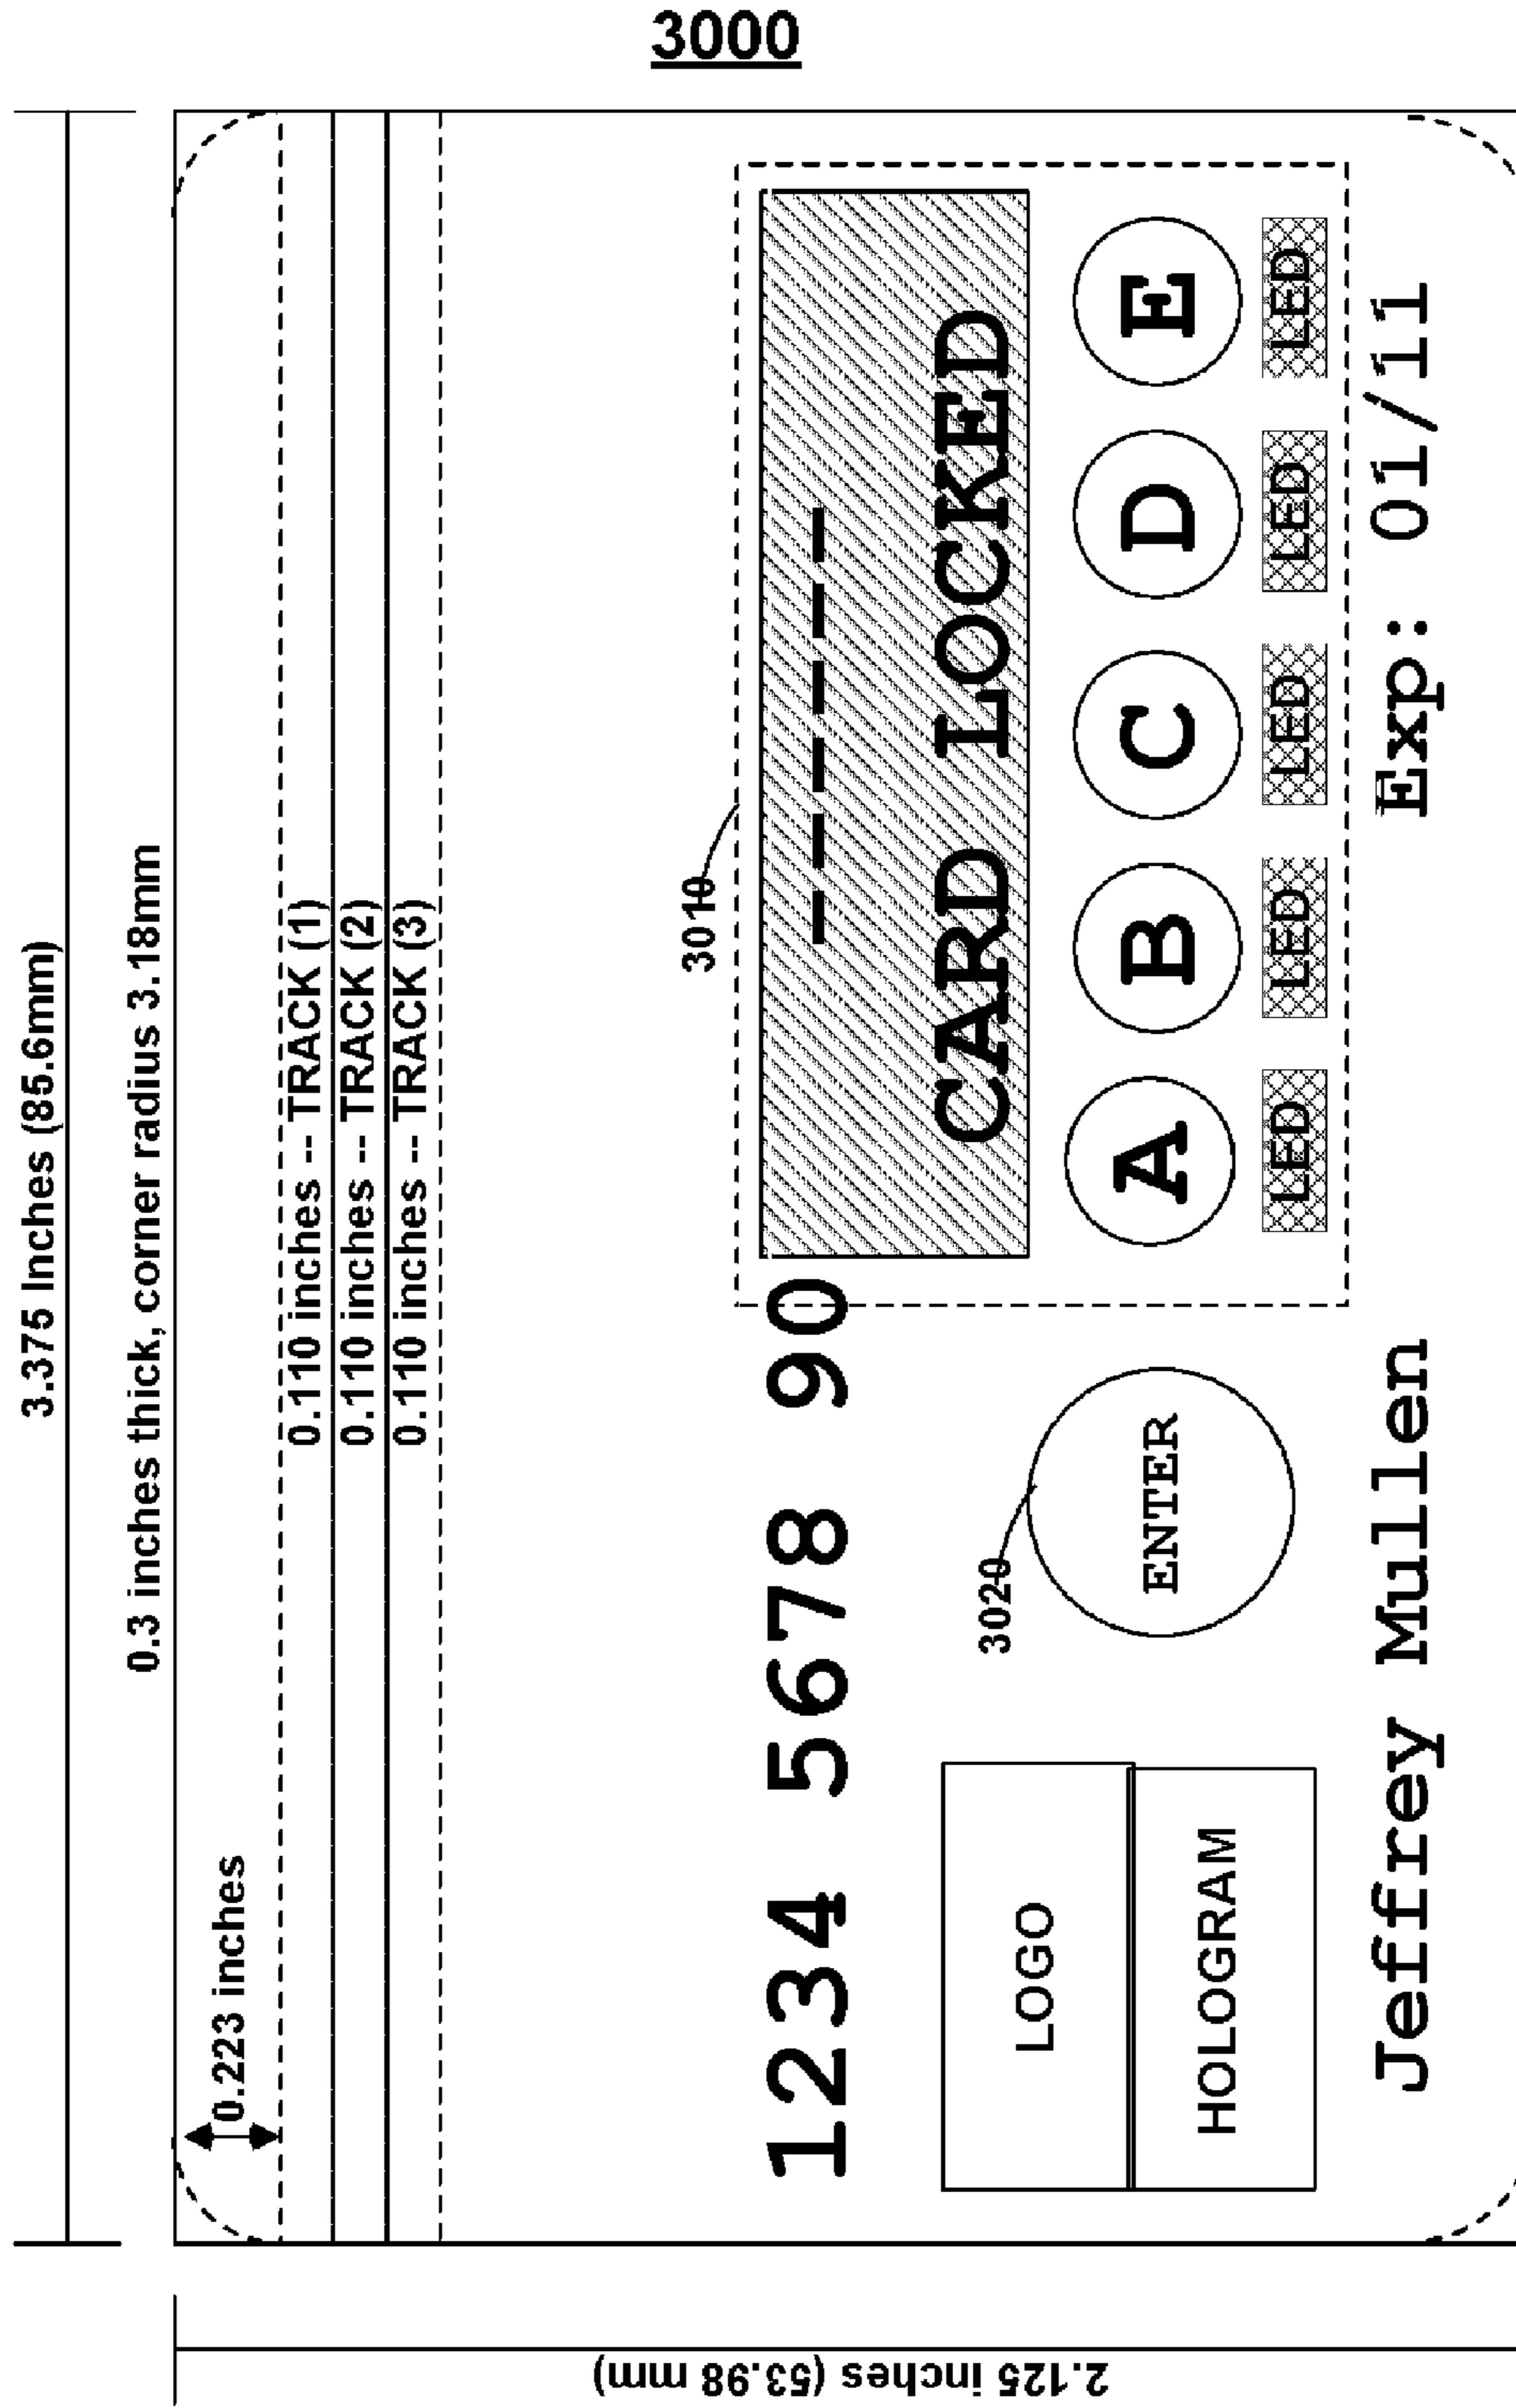 3000
3.375 Inches (85.6mm)
0.3 inches thick, corner radius 3.18mm
0.223 inches
0.110 inches -- TRACK (1)
0.110 inches -- TRACK (2)
0.110 inches -- TRACK (3)
2.125 inches (53.98 mm)
3010
1234 5678 90 ------
CARD LOCKED
3020
LOGO
HOLOGRAM
ENTER
A B C D E
LED LED LED LED LED
Jeffrey Mullen Exp: 01/11